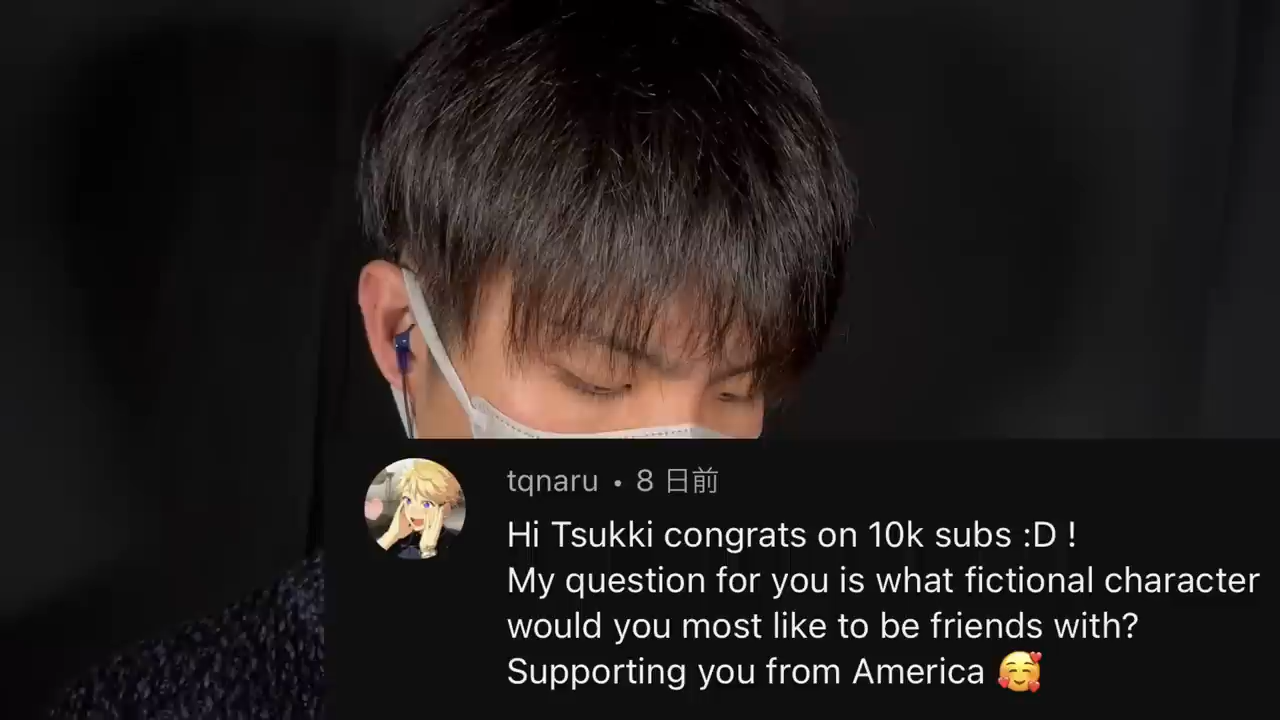 tqnaru • 8 日前
Hi Tsukki congrats on 10k subs :D !
My question for you is what fictional character
would you most like to be friends with?
Supporting you from America 🥰